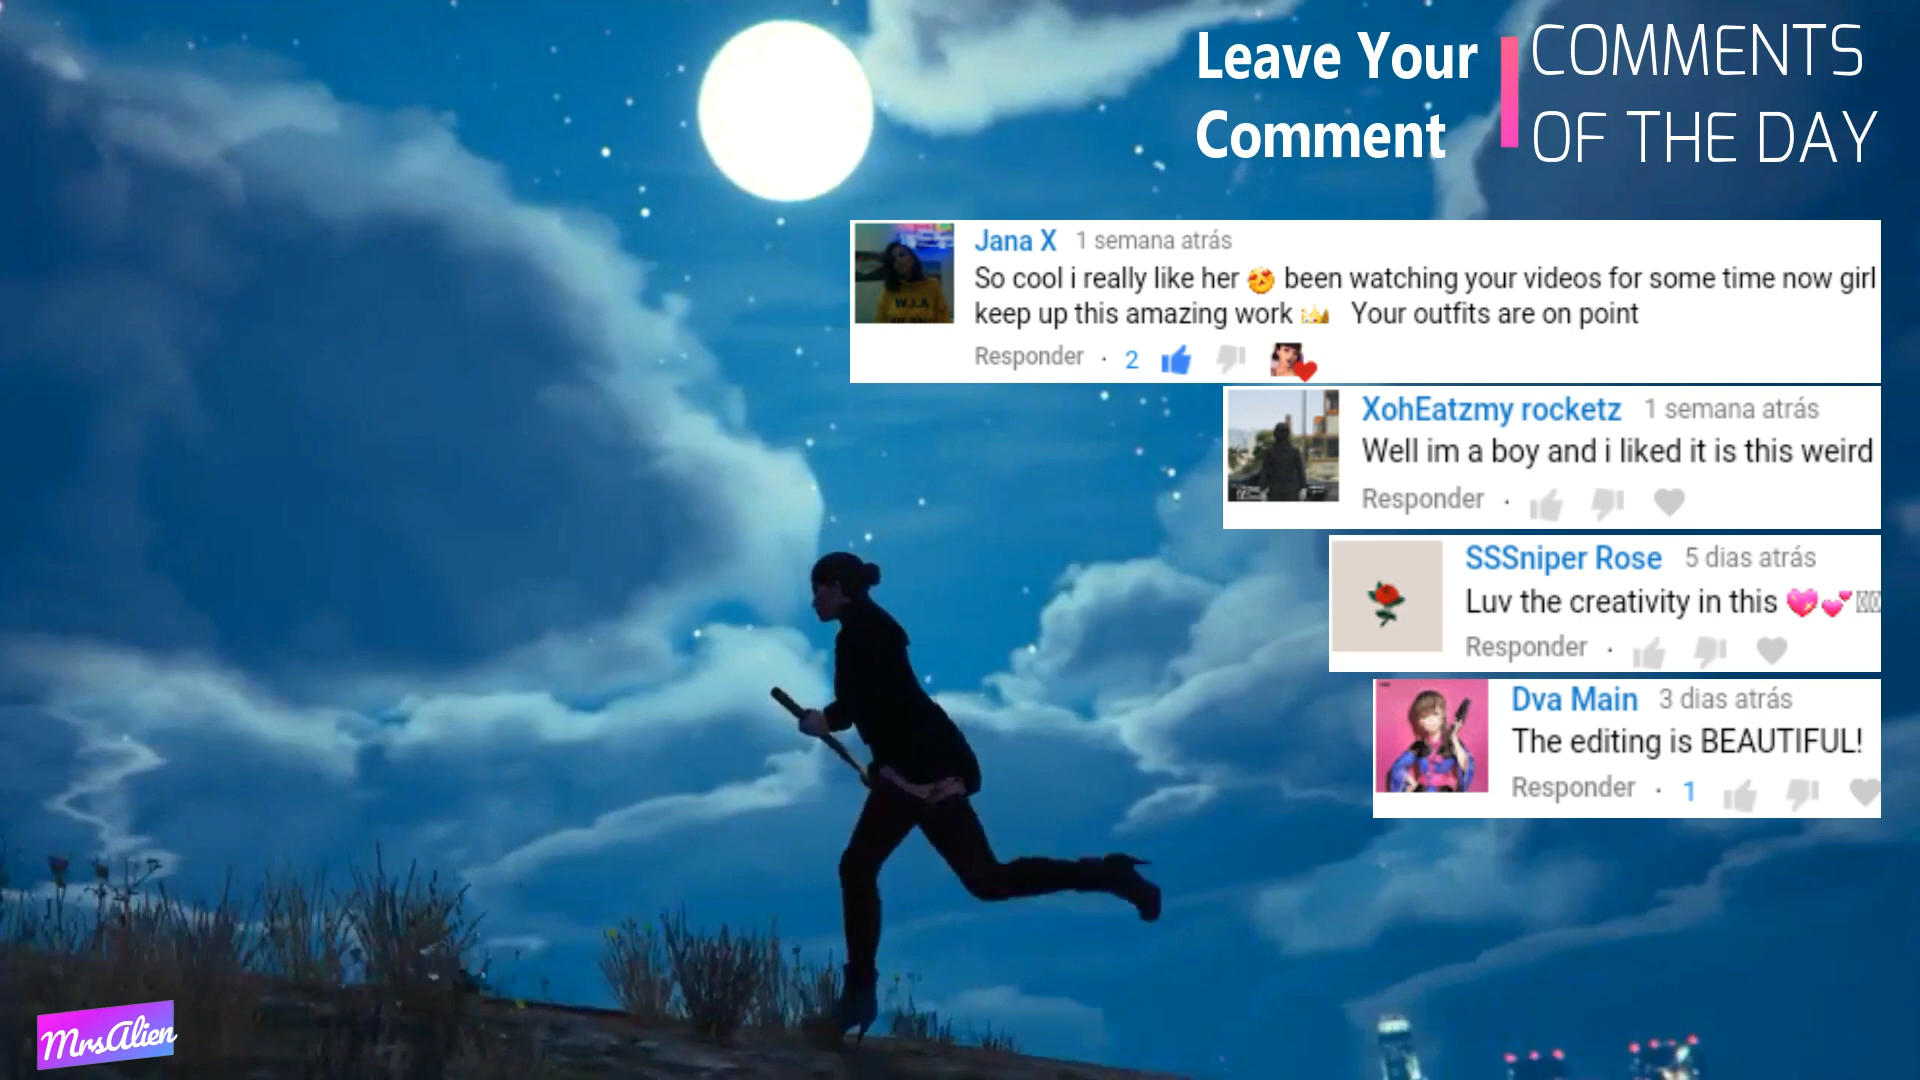 Leave Your
Comment
COMMENTS
OF THE DAY
Jana X 1 semana atrás
So cool i really like her 😍 been watching your videos for some time now girl
keep up this amazing work 👑 Your outfits are on point
Responder · 2
XohEatzmy rocketz 1 semana atrás
Well im a boy and i liked it is this weird
Responder ·
SSSniper Rose 5 dias atrás
Luv the creativity in this 💖💕
Responder ·
Dva Main 3 dias atrás
The editing is BEAUTIFUL!
Responder · 1
MrsAlien